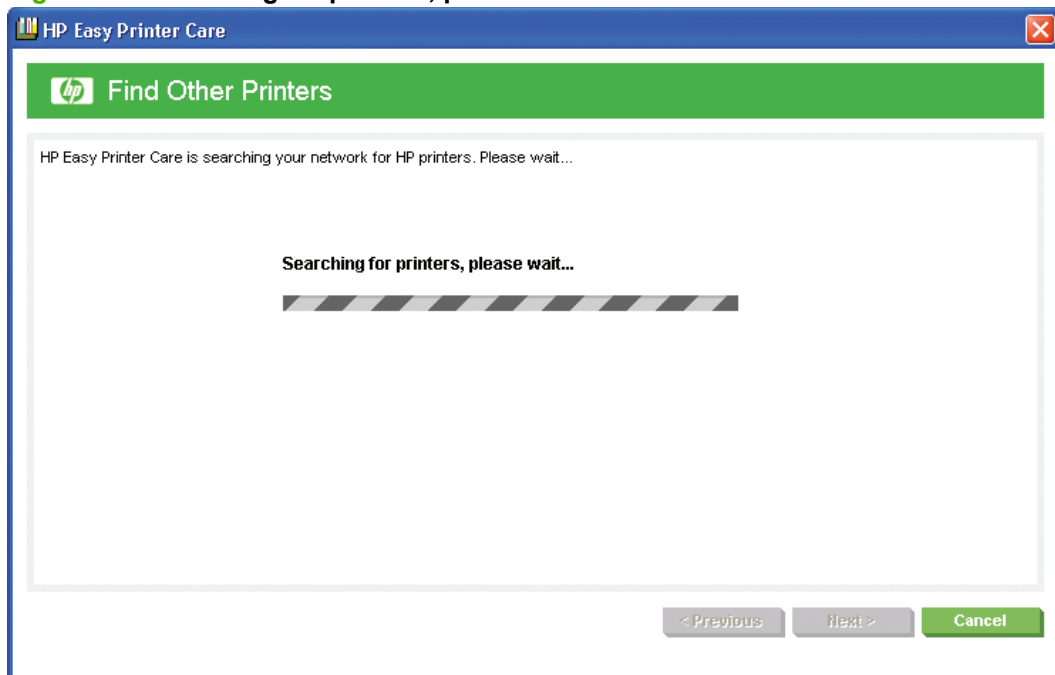 HP Easy Printer Care
hp Find Other Printers
HP Easy Printer Care is searching your network for HP printers. Please wait...
Searching for printers, please wait...
< Previous Next > Cancel